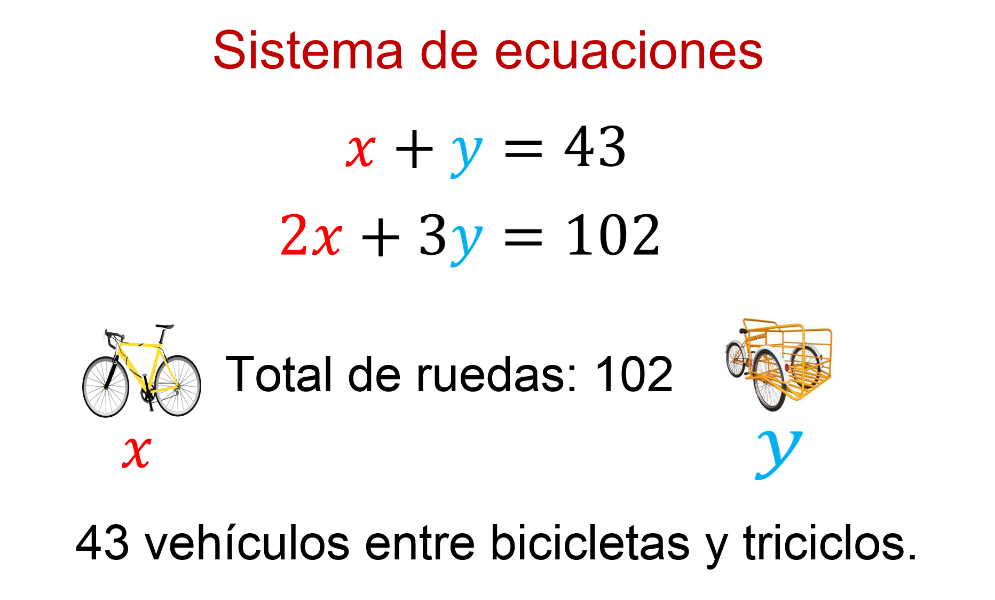 Sistema de ecuaciones
x + y = 43
2x + 3y = 102
Total de ruedas: 102
x
y
43 vehículos entre bicicletas y triciclos.